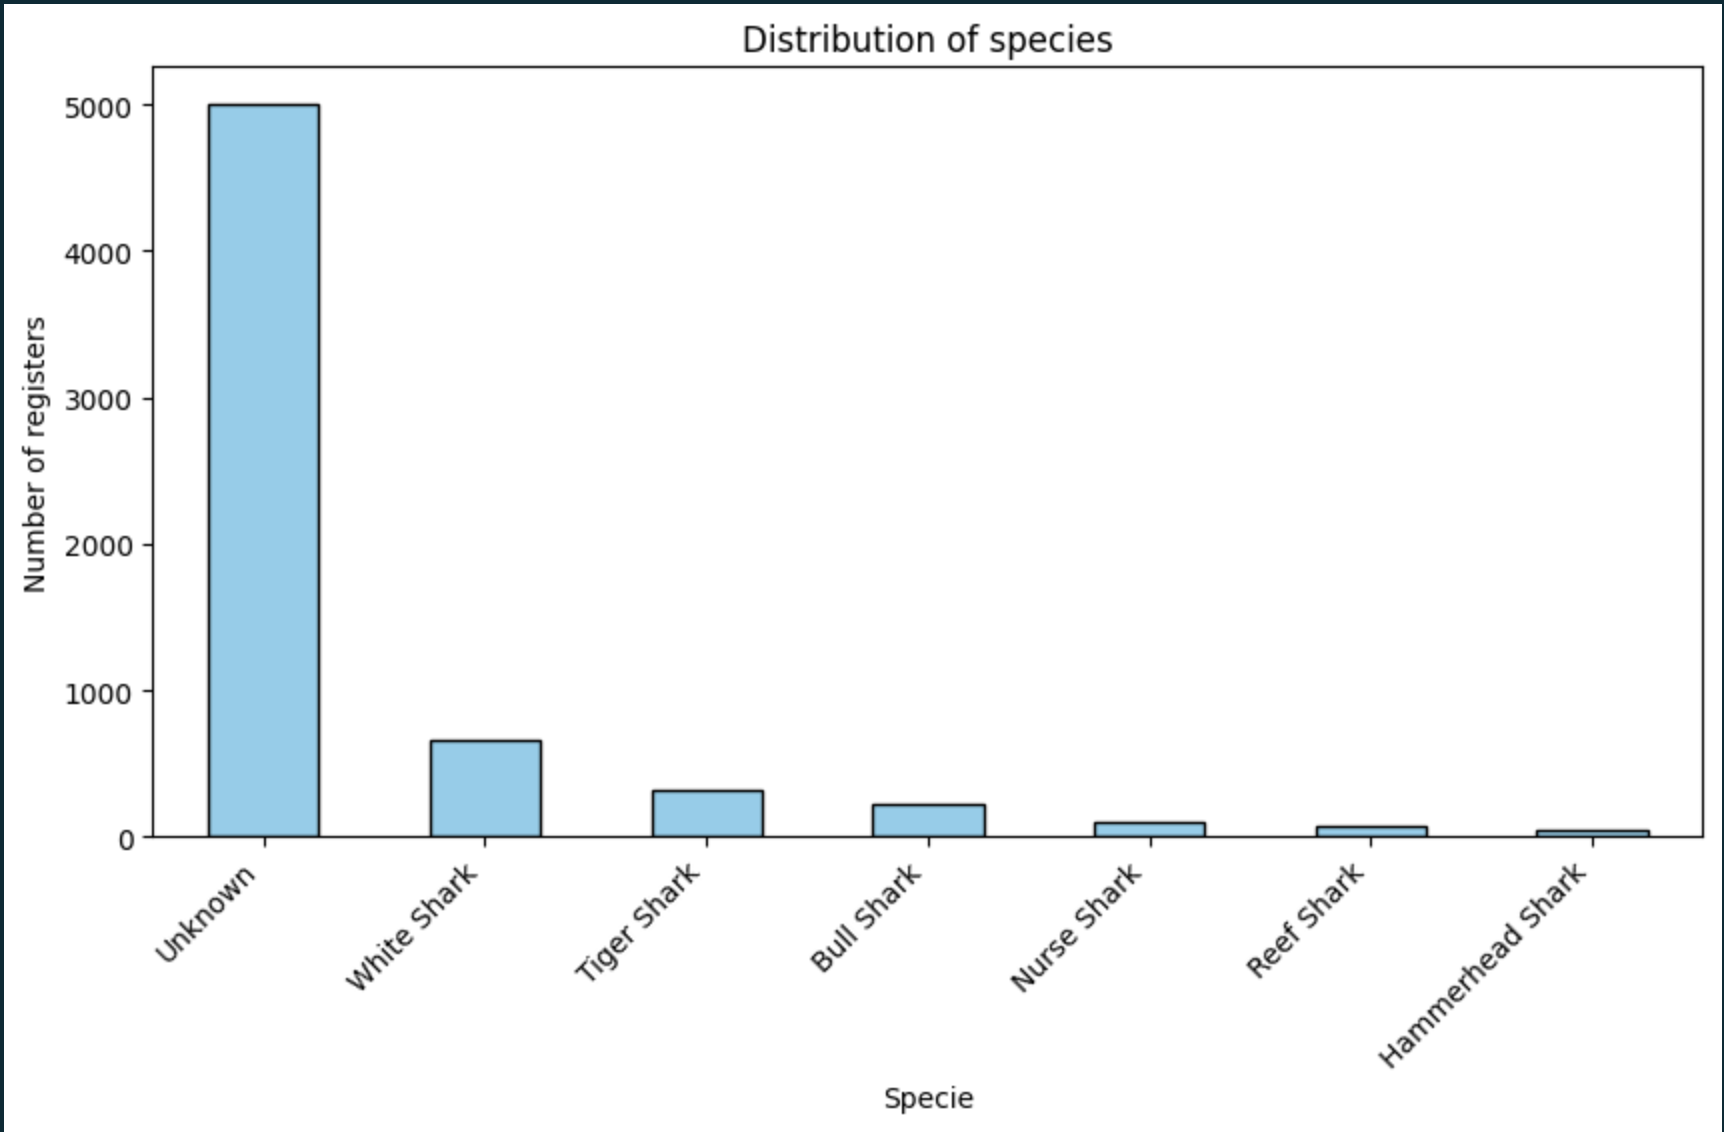 Distribution of species
Number of registers
5000
4000
3000
2000
1000
0
Unknown
White Shark
Tiger Shark
Bull Shark
Nurse Shark
Reef Shark
Hammerhead Shark
Specie